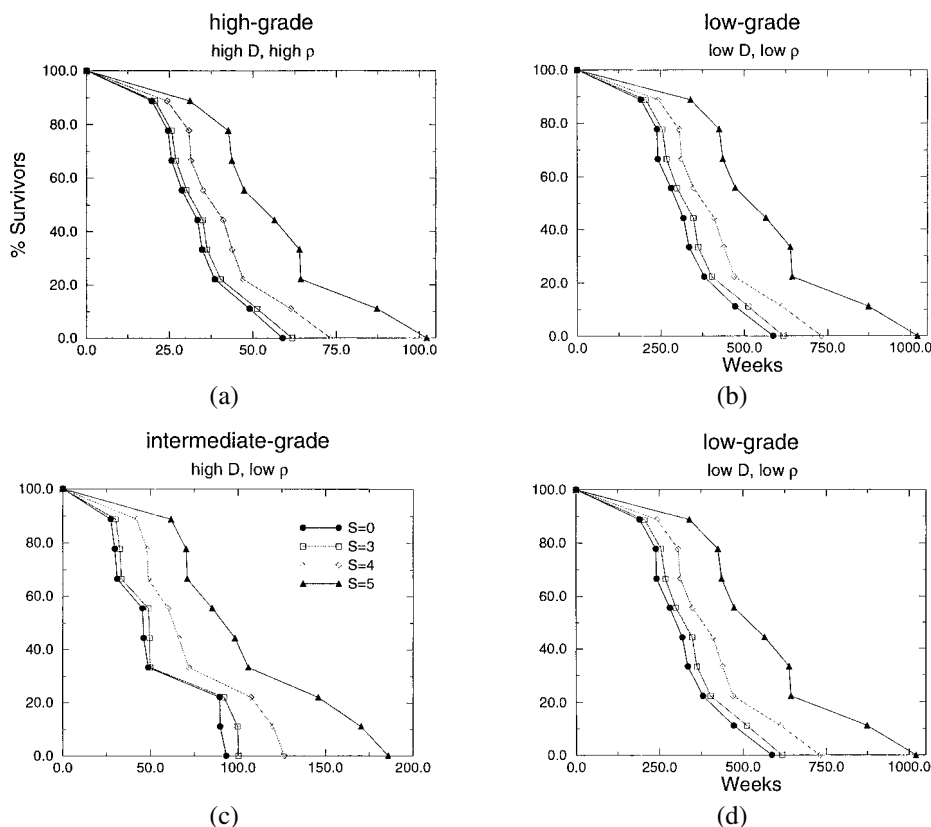 high-grade
high D, high ρ
100.0
80.0
60.0
40.0
20.0
0.0
% Survivors
0.0 25.0 50.0 75.0 100.0
(a)
low-grade
low D, low ρ
100.0
80.0
60.0
40.0
20.0
0.0
0.0 250.0 500.0 750.0 1000.0
Weeks
(b)
intermediate-grade
high D, low ρ
100.0
80.0
60.0
40.0
20.0
0.0
S=0
S=3
S=4
S=5
0.0 50.0 100.0 150.0 200.0
(c)
low-grade
low D, low ρ
100.0
80.0
60.0
40.0
20.0
0.0
0.0 250.0 500.0 750.0 1000.0
Weeks
(d)